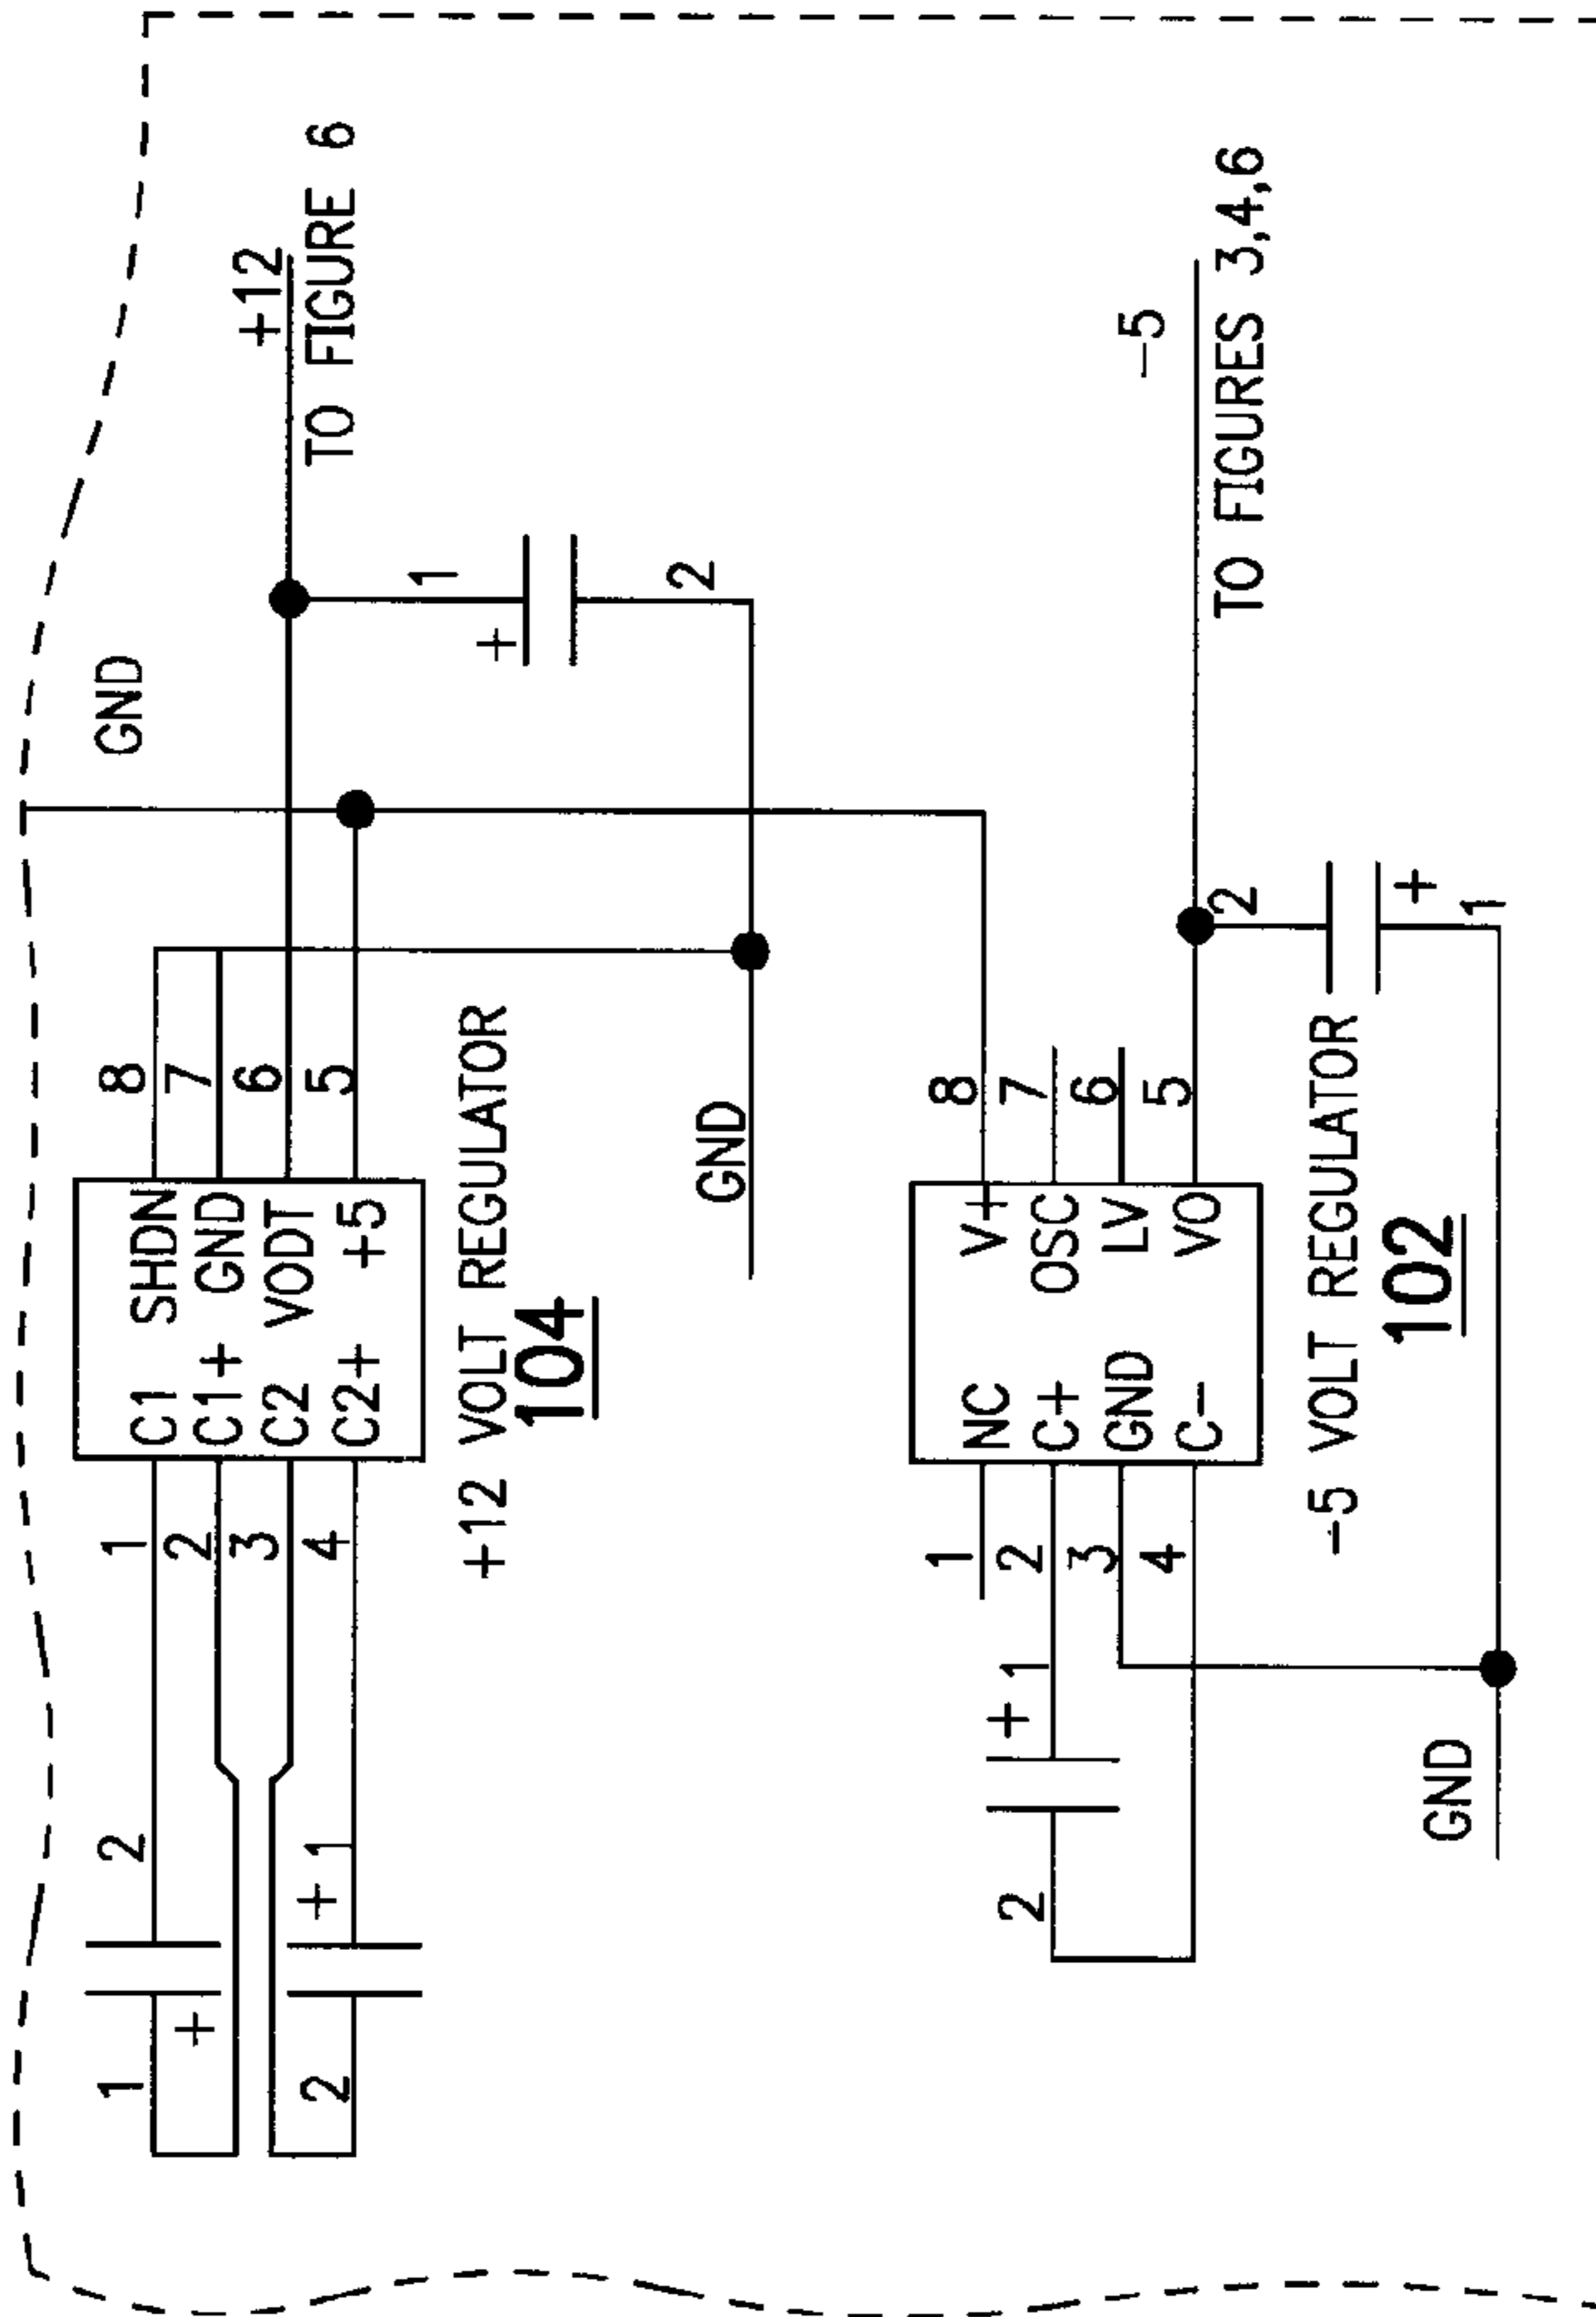 1 2 1 8 GND
C1 SHDN
+ 2 7
C1+ GND
3 6 +12
C2 VODT
2 + 1 4 5 TO FIGURE 6
C2+ +5
1
+12 VOLT REGULATOR +
104
2
GND
1 8
NC V+
2 + 1 2 7
C+ OSC
3 6
GND LV
-5
4 5
C- VO
2 TO FIGURES 3,4,6
-5 VOLT REGULATOR
102 +
GND
1